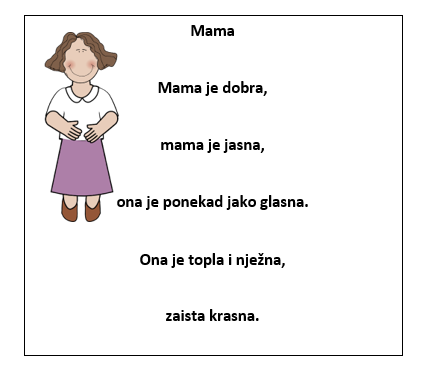 Mama
Mama je dobra,
mama je jasna,
ona je ponekad jako glasna.
Ona je topla i nježna,
zaista krasna.